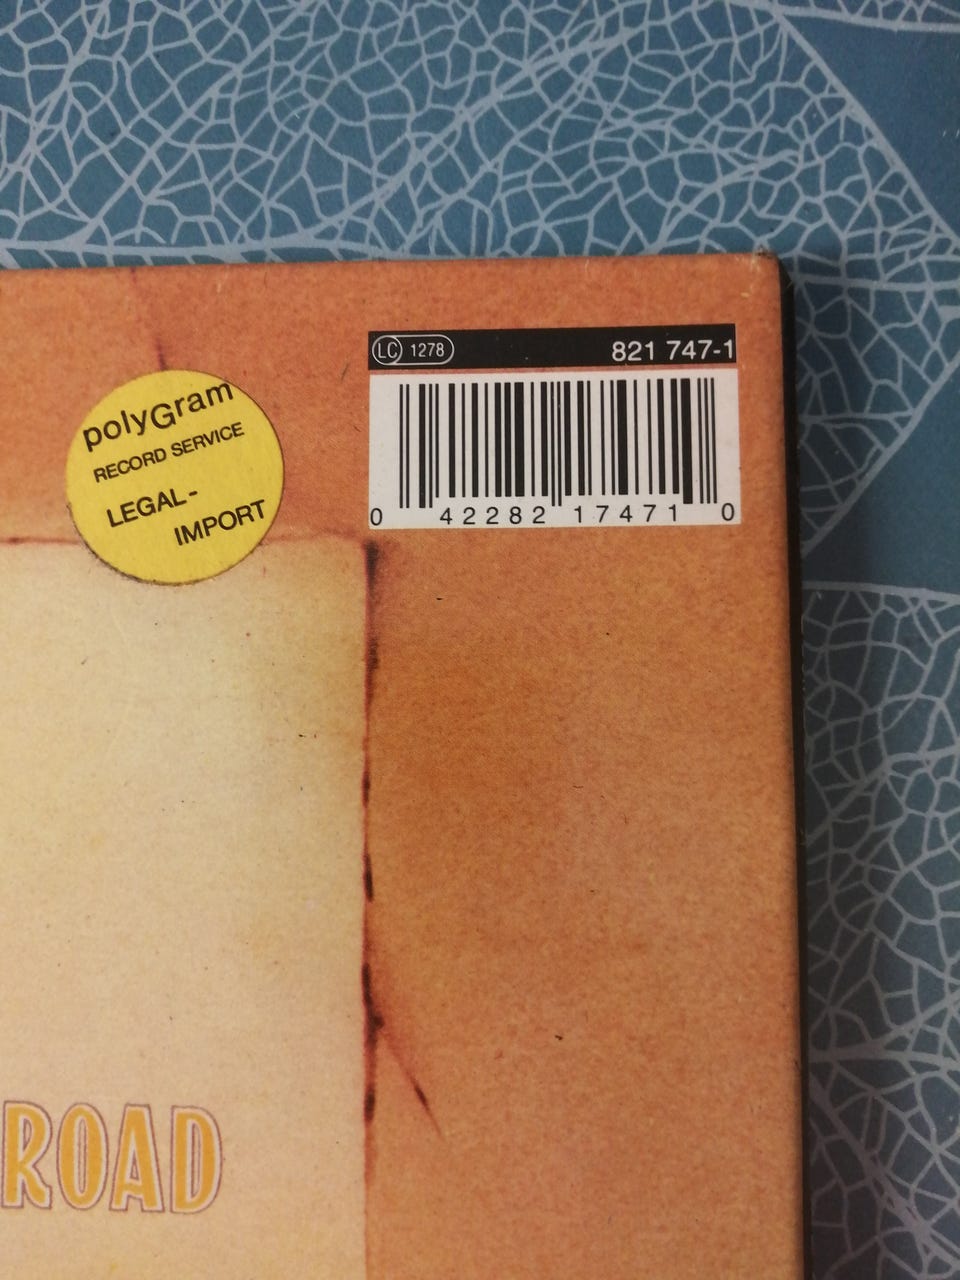 LC 1278
821 747-1
polyGram
RECORD SERVICE
LEGAL-
IMPORT
0 42282 17471 0
ROAD